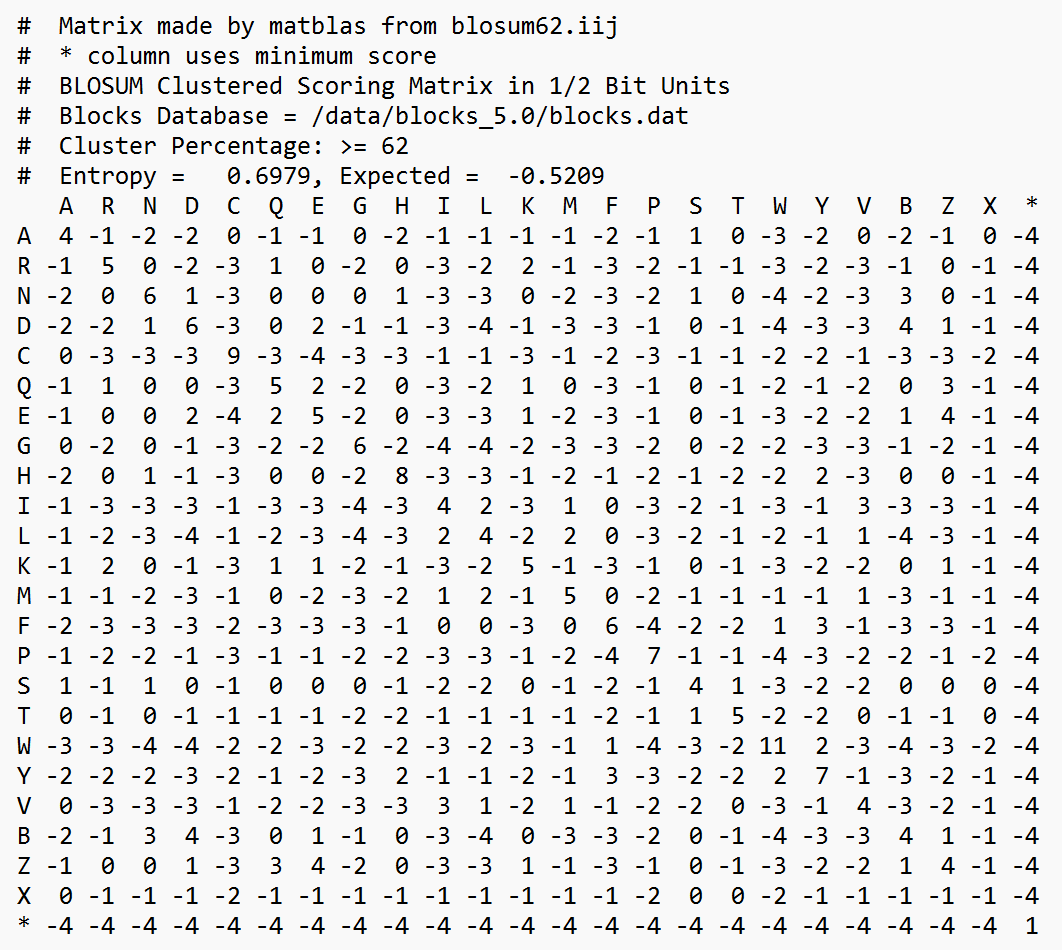 #  Matrix made by matblas from blosum62.iij
#  * column uses minimum score
#  BLOSUM Clustered Scoring Matrix in 1/2 Bit Units
#  Blocks Database = /data/blocks_5.0/blocks.dat
#  Cluster Percentage: >= 62
#  Entropy =   0.6979, Expected =  -0.5209
   A  R  N  D  C  Q  E  G  H  I  L  K  M  F  P  S  T  W  Y  V  B  Z  X  *
A  4 -1 -2 -2  0 -1 -1  0 -2 -1 -1 -1 -1 -2 -1  1  0 -3 -2  0 -2 -1  0 -4
R -1  5  0 -2 -3  1  0 -2  0 -3 -2  2 -1 -3 -2 -1 -1 -3 -2 -3 -1  0 -1 -4
N -2  0  6  1 -3  0  0  0  1 -3 -3  0 -2 -3 -2  1  0 -4 -2 -3  3  0 -1 -4
D -2 -2  1  6 -3  0  2 -1 -1 -3 -4 -1 -3 -3 -1  0 -1 -4 -3 -3  4  1 -1 -4
C  0 -3 -3 -3  9 -3 -4 -3 -3 -1 -1 -3 -1 -2 -3 -1 -1 -2 -2 -1 -3 -3 -2 -4
Q -1  1  0  0 -3  5  2 -2  0 -3 -2  1  0 -3 -1  0 -1 -2 -1 -2  0  3 -1 -4
E -1  0  0  2 -4  2  5 -2  0 -3 -3  1 -2 -3 -1  0 -1 -3 -2 -2  1  4 -1 -4
G  0 -2  0 -1 -3 -2 -2  6 -2 -4 -4 -2 -3 -3 -2  0 -2 -2 -3 -3 -1 -2 -1 -4
H -2  0  1 -1 -3  0  0 -2  8 -3 -3 -1 -2 -1 -2 -1 -2 -2  2 -3  0  0 -1 -4
I -1 -3 -3 -3 -1 -3 -3 -4 -3  4  2 -3  1  0 -3 -2 -1 -3 -1  3 -3 -3 -1 -4
L -1 -2 -3 -4 -1 -2 -3 -4 -3  2  4 -2  2  0 -3 -2 -1 -2 -1  1 -4 -3 -1 -4
K -1  2  0 -1 -3  1  1 -2 -1 -3 -2  5 -1 -3 -1  0 -1 -3 -2 -2  0  1 -1 -4
M -1 -1 -2 -3 -1  0 -2 -3 -2  1  2 -1  5  0 -2 -1 -1 -1 -1  1 -3 -1 -1 -4
F -2 -3 -3 -3 -2 -3 -3 -3 -1  0  0 -3  0  6 -4 -2 -2  1  3 -1 -3 -3 -1 -4
P -1 -2 -2 -1 -3 -1 -1 -2 -2 -3 -3 -1 -2 -4  7 -1 -1 -4 -3 -2 -2 -1 -2 -4
S  1 -1  1  0 -1  0  0  0 -1 -2 -2  0 -1 -2 -1  4  1 -3 -2 -2  0  0  0 -4
T  0 -1  0 -1 -1 -1 -1 -2 -2 -1 -1 -1 -1 -2 -1  1  5 -2 -2  0 -1 -1  0 -4
W -3 -3 -4 -4 -2 -2 -3 -2 -2 -3 -2 -3 -1  1 -4 -3 -2 11  2 -3 -4 -3 -2 -4
Y -2 -2 -2 -3 -2 -1 -2 -3  2 -1 -1 -2 -1  3 -3 -2 -2  2  7 -1 -3 -2 -1 -4
V  0 -3 -3 -3 -1 -2 -2 -3 -3  3  1 -2  1 -1 -2 -2  0 -3 -1  4 -3 -2 -1 -4
B -2 -1  3  4 -3  0  1 -1  0 -3 -4  0 -3 -3 -2  0 -1 -4 -3 -3  4  1 -1 -4
Z -1  0  0  1 -3  3  4 -2  0 -3 -3  1 -1 -3 -1  0 -1 -3 -2 -2  1  4 -1 -4
X  0 -1 -1 -1 -2 -1 -1 -1 -1 -1 -1 -1 -1 -1 -2  0  0 -2 -1 -1 -1 -1 -1 -4
* -4 -4 -4 -4 -4 -4 -4 -4 -4 -4 -4 -4 -4 -4 -4 -4 -4 -4 -4 -4 -4 -4 -4  1